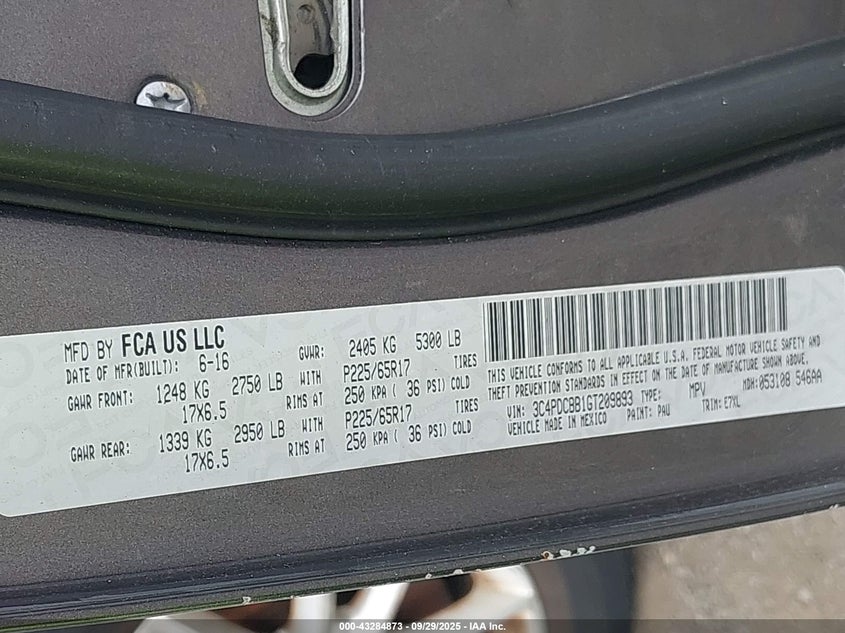 MFD BY FCA US LLC
DATE OF MFR(BUILT): 6-16 GVWR: 2405 KG 5300 LB
GAWR FRONT: 1248 KG 2750 LB WITH P225/65R17 TIRES
17X6.5 RIMS AT 250 KPA ( 36 PSI) COLD
GAWR REAR: 1339 KG 2950 LB WITH P225/65R17 TIRES
17X6.5 RIMS AT 250 KPA ( 36 PSI) COLD
THIS VEHICLE CONFORMS TO ALL APPLICABLE U.S.A. FEDERAL MOTOR VEHICLE SAFETY AND
THEFT PREVENTION STANDARDS IN EFFECT ON THE DATE OF MANUFACTURE SHOWN ABOVE.
VIN: 3C4PDCBB1GT209893 TYPE: MPV MDH: 053108 546AA
VEHICLE MADE IN MEXICO PAINT: PAU TRIM: E7XL
000-43284873 - 09/29/2025 - IAA Inc.